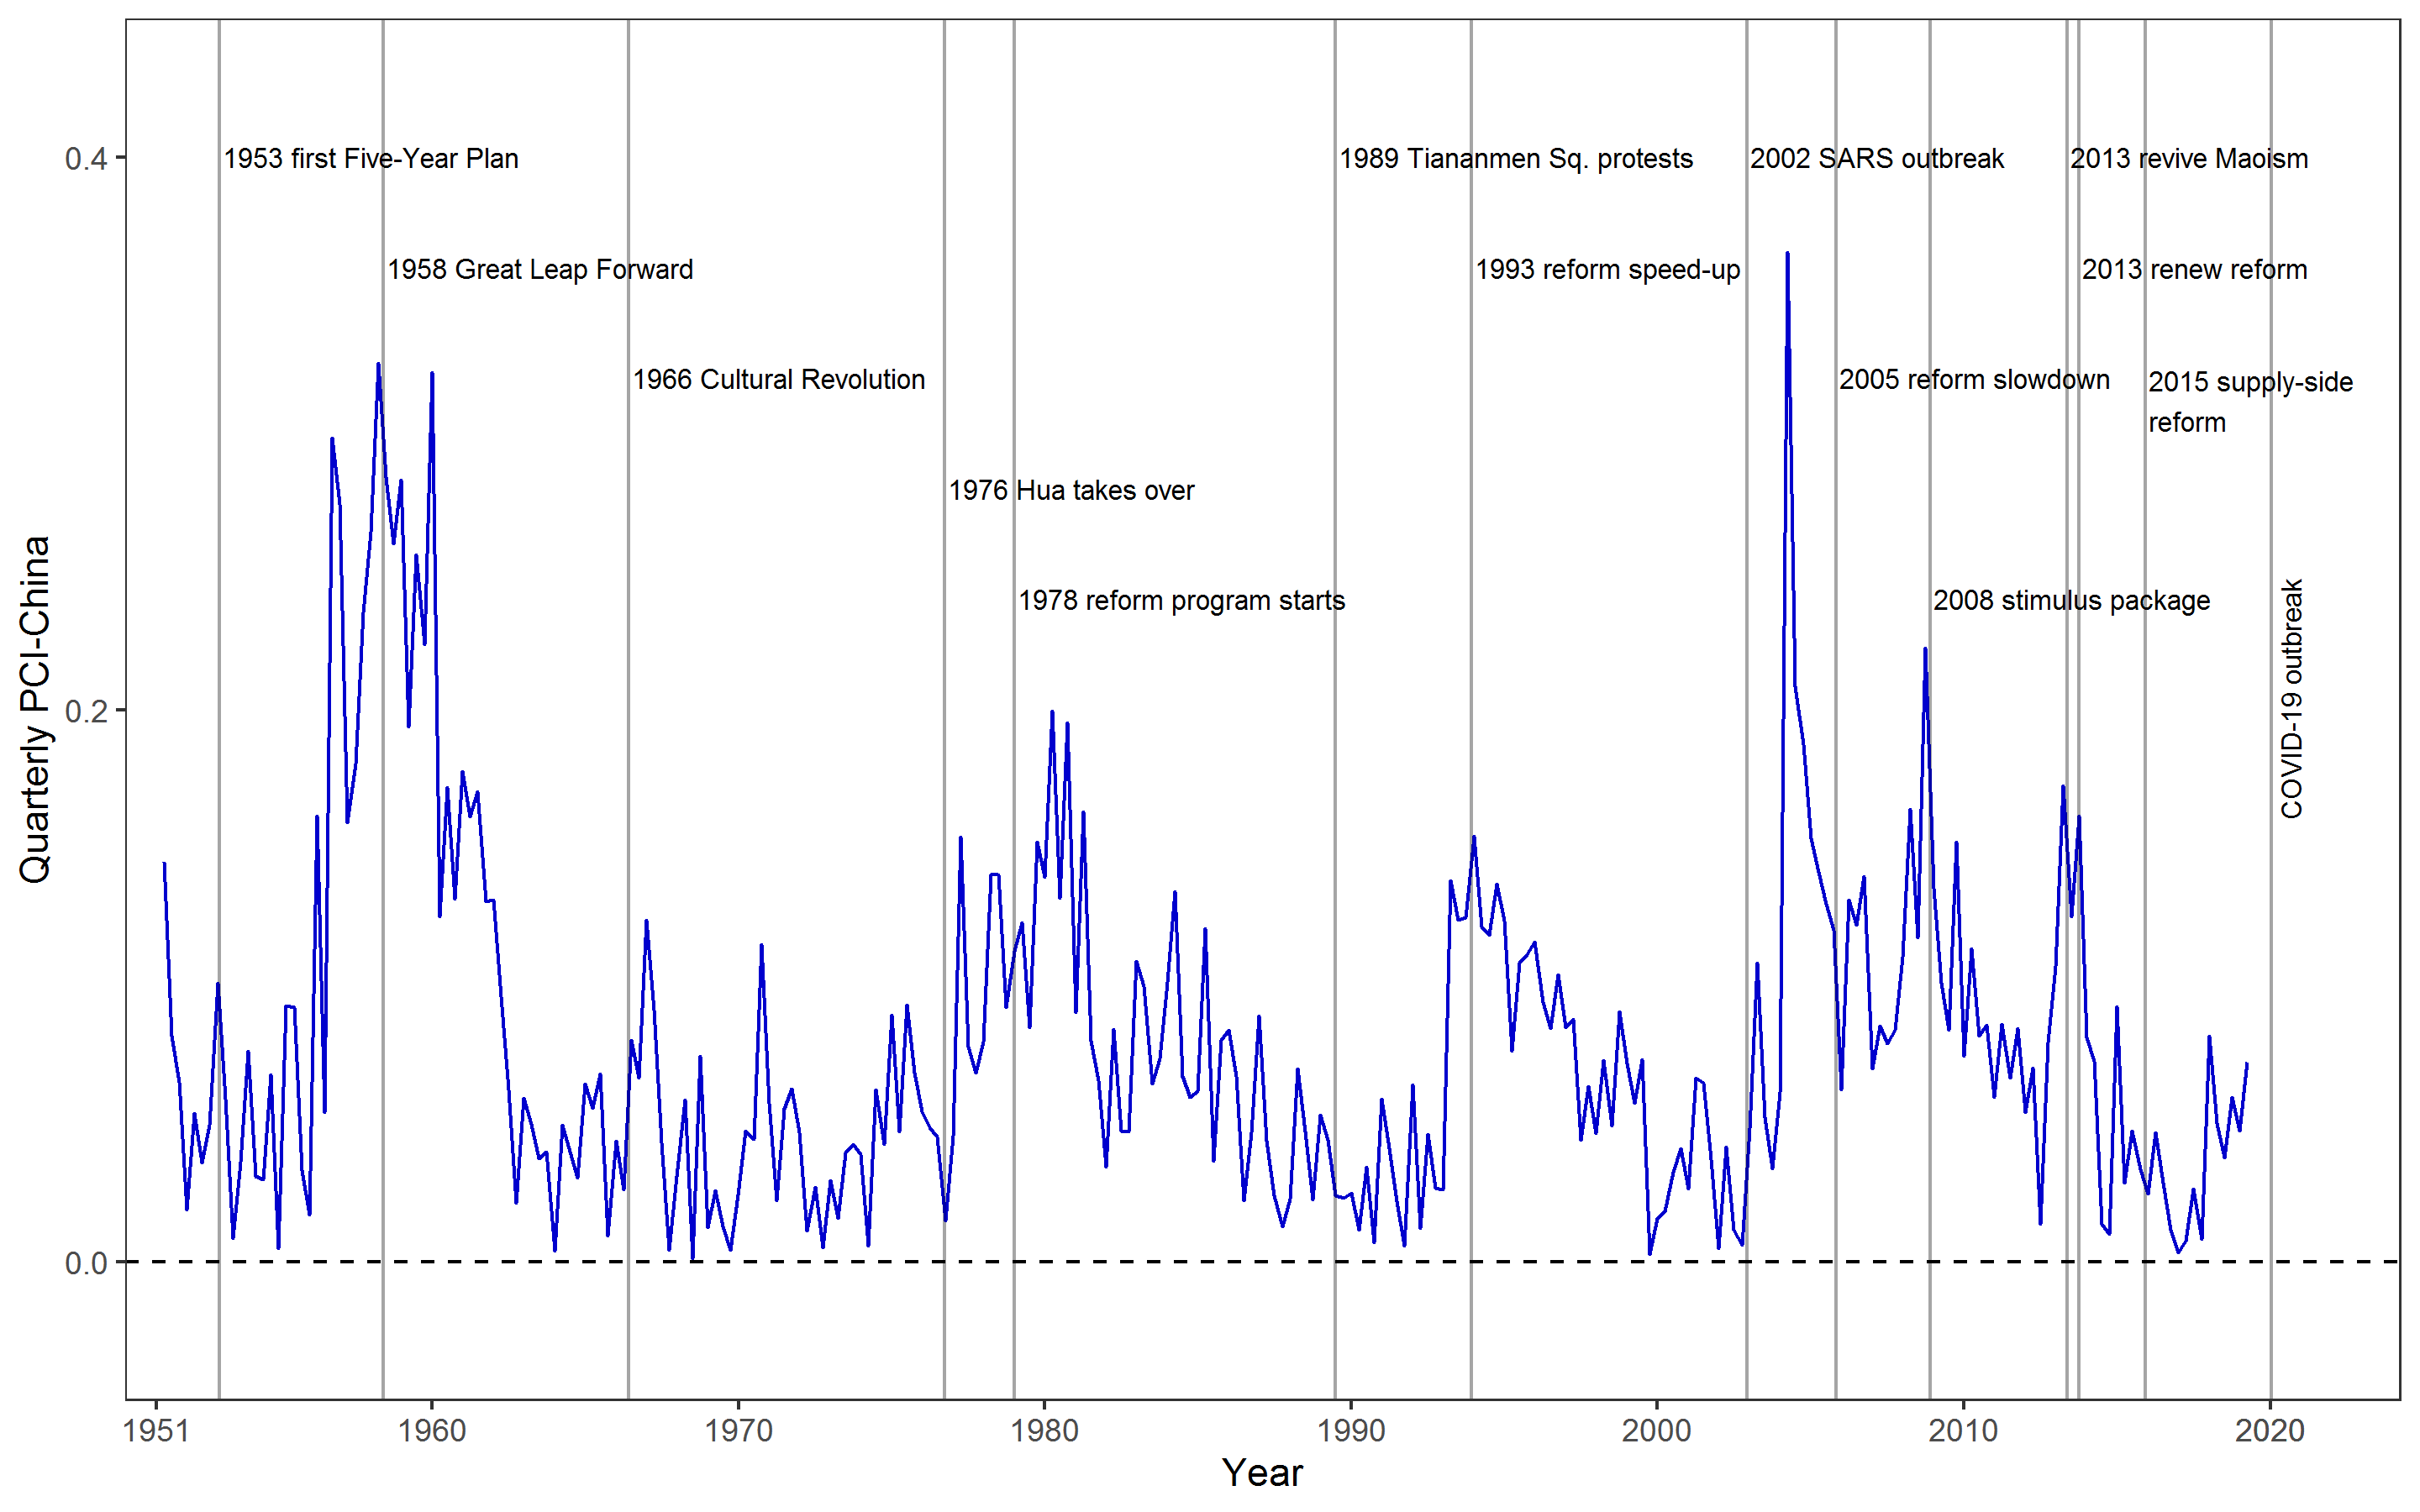 0.4
0.2
0.0
Quarterly PCI-China
1953 first Five-Year Plan
1989 Tiananmen Sq. protests
2002 SARS outbreak
2013 revive Maoism
1958 Great Leap Forward
1993 reform speed-up
2013 renew reform
1966 Cultural Revolution
2005 reform slowdown
2015 supply-side
reform
1976 Hua takes over
1978 reform program starts
2008 stimulus package
COVID-19 outbreak
1951
1960
1970
1980
1990
2000
2010
2020
Year